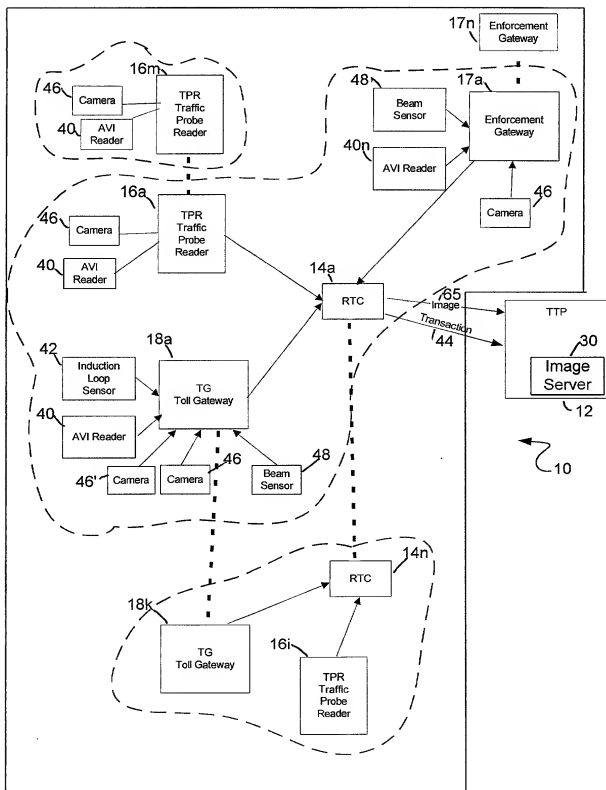 17n
Enforcement
Gateway
46
Camera
40
AVI
Reader
16m
TPR
Traffic
Probe
Reader
48
Beam
Sensor
17a
Enforcement
Gateway
40n
AVI Reader
46
Camera
16a
TPR
Traffic
Probe
Reader
46
Camera
40
AVI
Reader
14a
RTC
65
Image
Transaction
44
TTP
30
Image
Server
12
10
18a
TG
Toll Gateway
42
Induction
Loop
Sensor
40
AVI Reader
46'
Camera
46
Camera
48
Beam
Sensor
14n
RTC
18k
TG
Toll Gateway
16i
TPR
Traffic
Probe
Reader